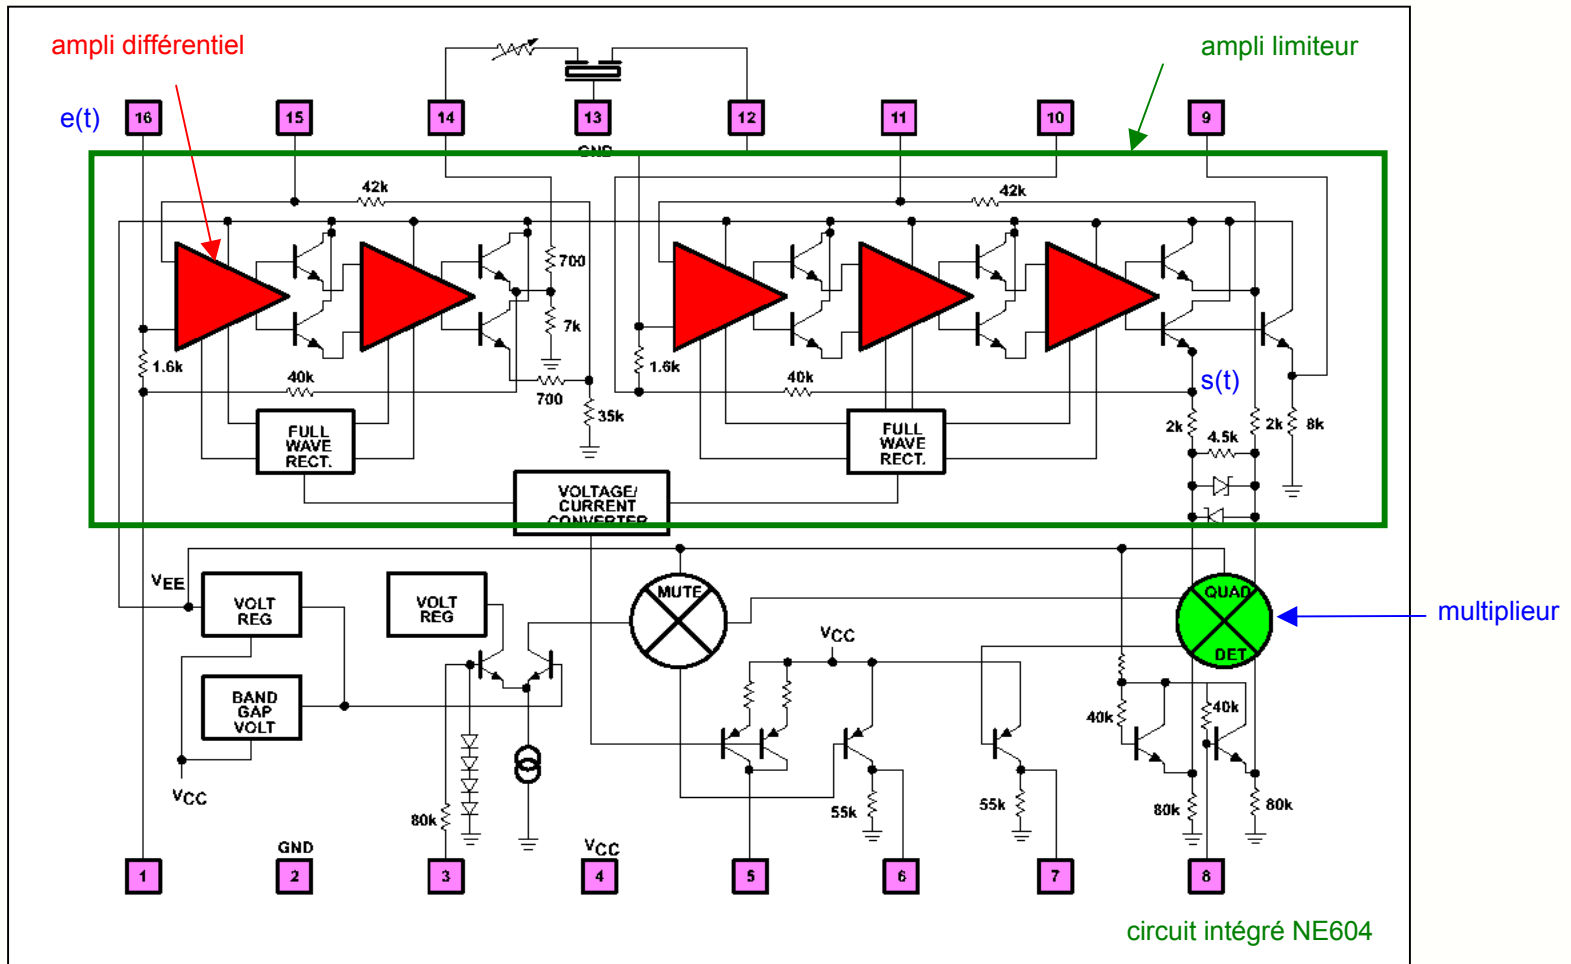 ampli différentiel
ampli limiteur
e(t)
16
15
14
13
12
11
10
9
GND
42k
42k
700
7k
1.6k
40k
700
35k
1.6k
40k
s(t)
2k
4.5k
2k
8k
FULL
WAVE
RECT.
FULL
WAVE
RECT.
VOLTAGE/
CURRENT
CONVERTER
VEE
VOLT
REG
VOLT
REG
MUTE
QUAD
DET
multiplieur
VCC
BAND
GAP
VOLT
40k
40k
VCC
80k
55k
55k
80k
80k
GND
VCC
1
2
3
4
5
6
7
8
circuit intégré NE604